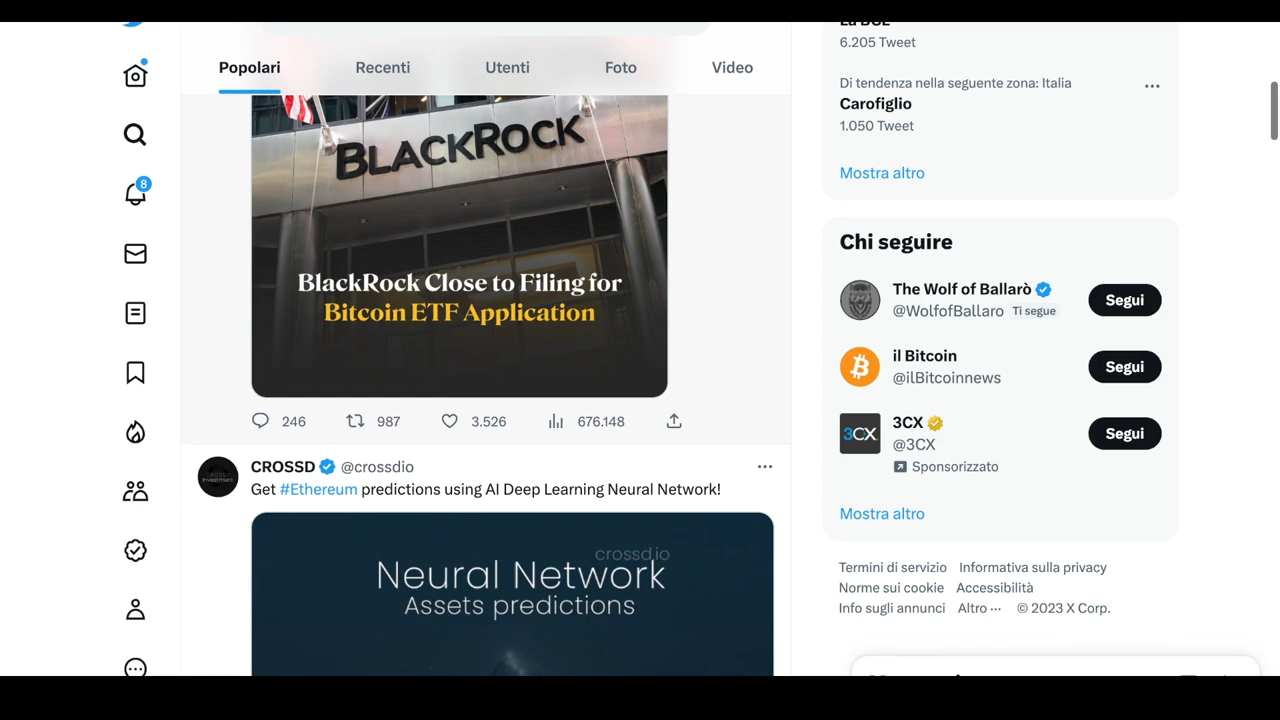 Popolari
Recenti
Utenti
Foto
Video
BLACKROCK
BlackRock Close to Filing for
Bitcoin ETF Application
246
987
3.526
676.148
CROSSD @crossdio
Get #Ethereum predictions using AI Deep Learning Neural Network!
crossd.io
Neural Network
Assets predictions
8
6.205 Tweet
Di tendenza nella seguente zona: Italia
Carofiglio
1.050 Tweet
Mostra altro
Chi seguire
The Wolf of Ballarò
@WolfofBallaro Ti segue
Segui
il Bitcoin
@ilBitcoinnews
Segui
3CX
3CX
@3CX
Segui
Sponsorizzato
Mostra altro
Termini di servizio Informativa sulla privacy
Norme sui cookie Accessibilità
Info sugli annunci Altro ··· © 2023 X Corp.